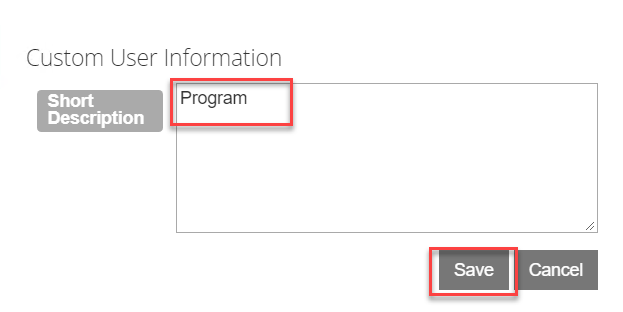 Custom User Information
Short
Description
Program
Save
Cancel